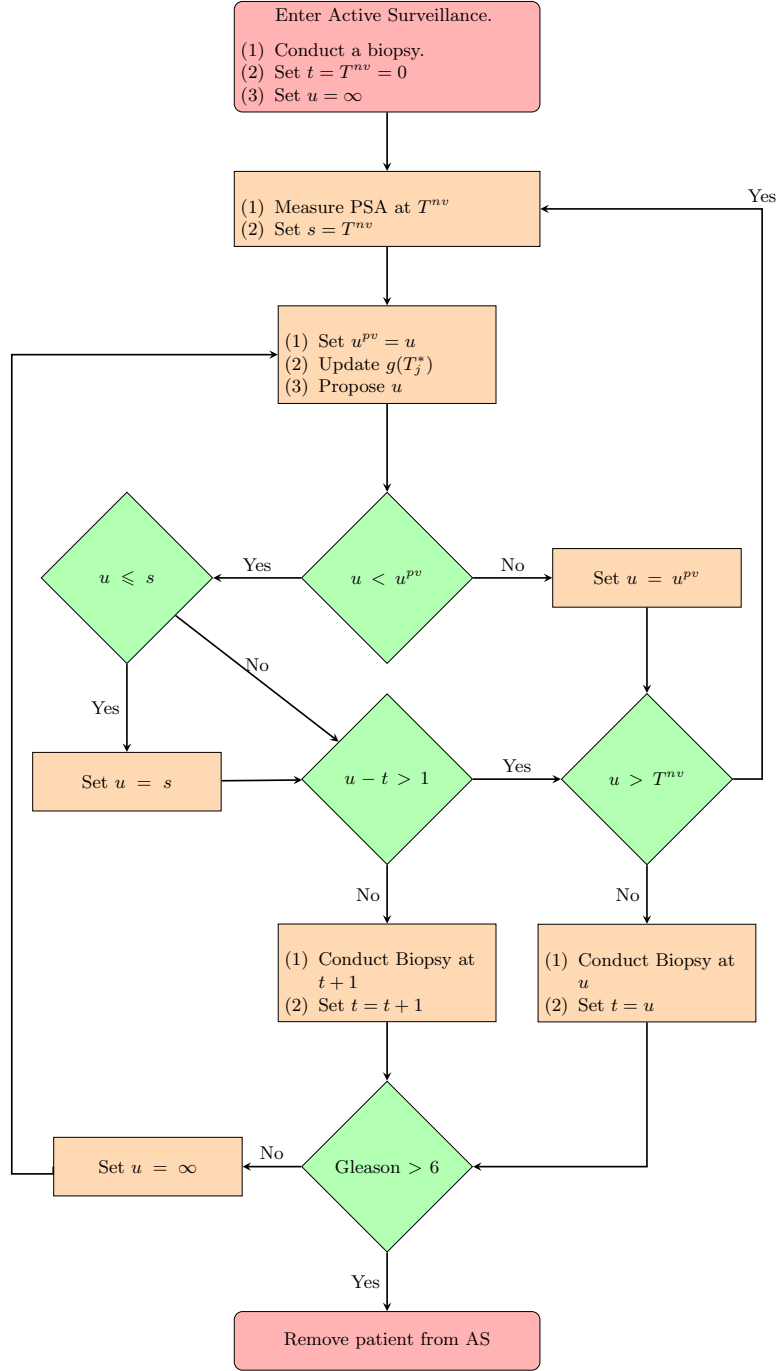 Enter Active Surveillance.
(1) Conduct a biopsy.
(2) Set t = T^{nv} = 0
(3) Set u = ∞
Yes
(1) Measure PSA at T^{nv}
(2) Set s = T^{nv}
(1) Set u^{pv} = u
(2) Update g(T_j^*)
(3) Propose u
u ⩽ s
Yes
u < u^{pv}
No
Set u = u^{pv}
No
Yes
Set u = s
u − t > 1
Yes
u > T^{nv}
No
No
(1) Conduct Biopsy at
t + 1
(2) Set t = t + 1
(1) Conduct Biopsy at
u
(2) Set t = u
Set u = ∞
No
Gleason > 6
Yes
Remove patient from AS